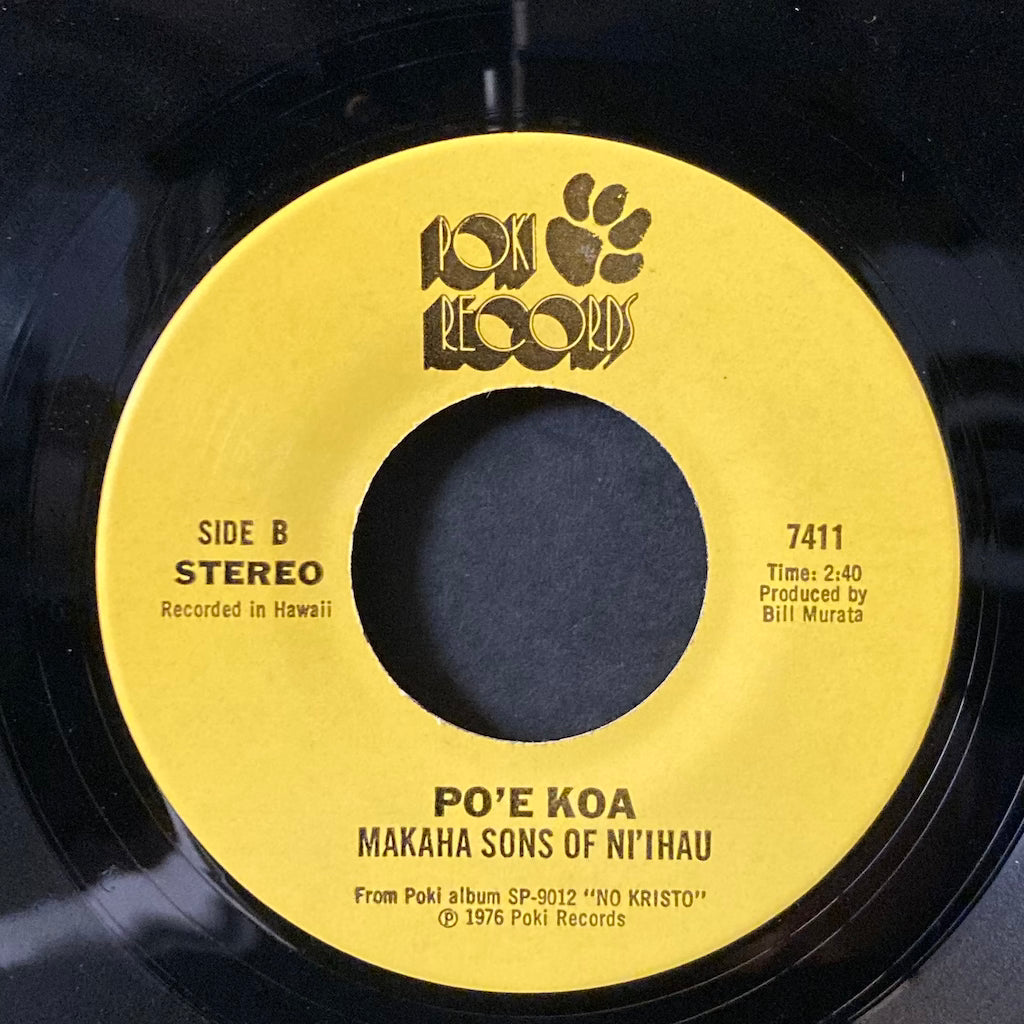 POKI
RECORDS
SIDE B
STEREO
Recorded in Hawaii
7411
Time: 2:40
Produced by
Bill Murata
PO'E KOA
MAKAHA SONS OF NI'IHAU
From Poki album SP-9012 "NO KRISTO"
℗ 1976 Poki Records